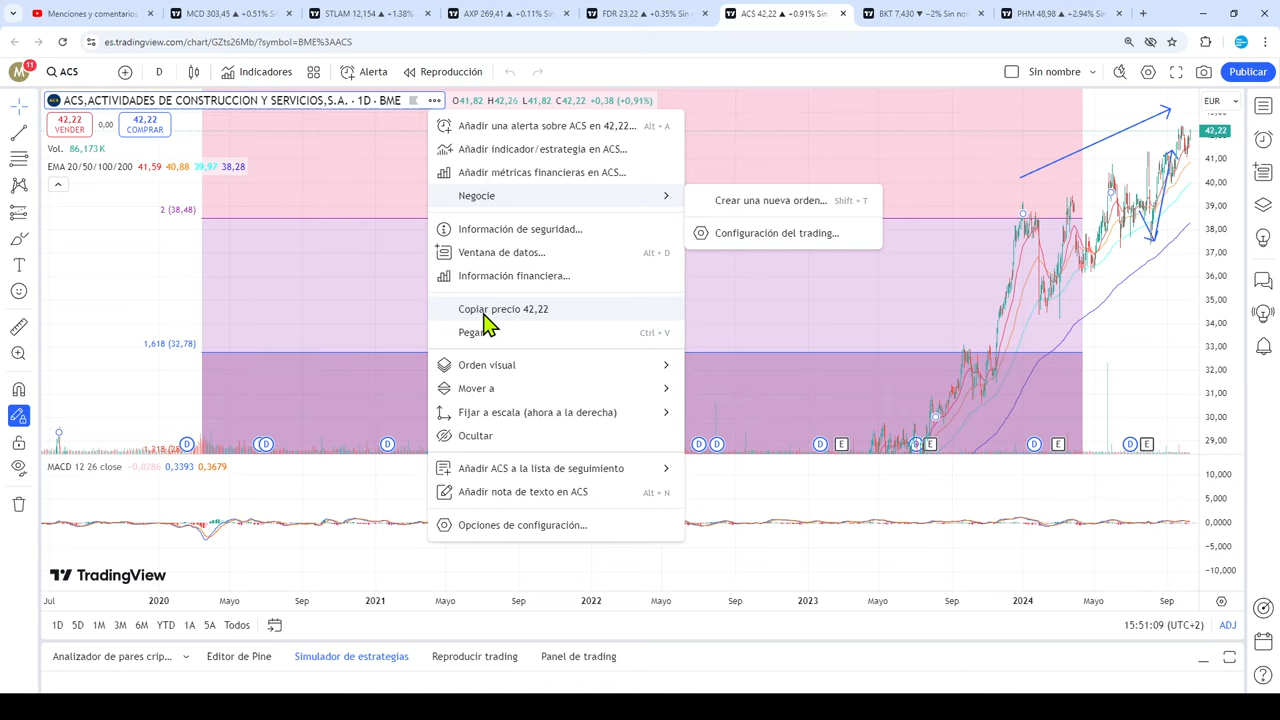 Menciones y comentarios
MCD 303,45 ▲ +0.51% Sin
STLAM 12,154 ▲ +1.38%
69,41 ▲ +0.11% Sin
FDR 23,22 ▲ +0.35% Sin
ACS 42,22 ▲ +0.91% Sin
BKT 7,430 ▼ −2% Sin nom
PHM 48,98 ▲ +2.94% Sin
es.tradingview.com/chart/GZts26Mb/?symbol=BME%3AACS
M 11
ACS
D
Indicadores
Alerta
Reproducción
Sin nombre
Publicar
ACS,ACTIVIDADES DE CONSTRUCCION Y SERVICIOS,S.A. · 1D · BME
H42,26 C42,22 +0,38 (+0,91%)
EUR
42,22 VENDER
0,00
42,22 COMPRAR
Vol. 86,173K
EMA 20/50/100/200 41,59 40,88 39,97 38,28
Añadir una alerta sobre ACS en 42,22... Alt + A
Añadir indicador/estrategia en ACS...
Añadir métricas financieras en ACS...
Negocie
Crear una nueva orden... Shift + T
Configuración del trading...
Información de seguridad...
Ventana de datos... Alt + D
Información financiera...
Copiar precio 42,22
Pegar Ctrl + V
Orden visual
Mover a
Fijar a escala (ahora a la derecha)
Ocultar
Añadir ACS a la lista de seguimiento
Añadir nota de texto en ACS Alt + N
Opciones de configuración...
2 (38,48)
1,618 (32,78)
42,22
41,00
40,00
39,00
38,00
37,00
36,00
35,00
34,00
33,00
32,00
31,00
30,00
29,00
D D D D D D D E D E D E
MACD 12 26 close −0,0286 0,3393 0,3679
10,000
5,000
0,0000
−5,000
−10,000
TradingView
Jul 2020 Mayo Sep 2021 Mayo Sep 2022 Mayo Sep 2023 Mayo Sep 2024 Mayo Sep
1D 5D 1M 3M 6M YTD 1A 5A Todos
15:51:09 (UTC+2)
ADJ
Analizador de pares crip...
Editor de Pine
Simulador de estrategias
Reproducir trading
Panel de trading